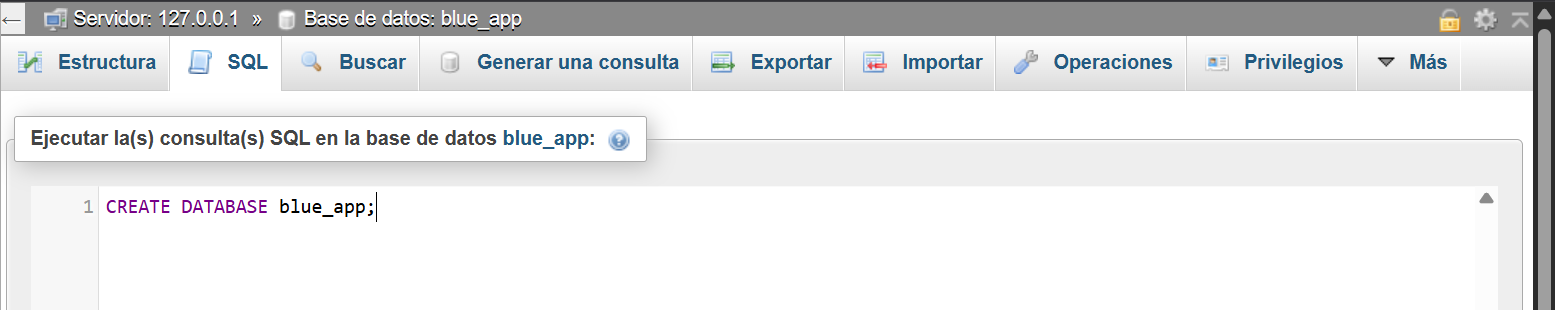 ← Servidor: 127.0.0.1 » Base de datos: blue_app
Estructura SQL Buscar Generar una consulta Exportar Importar Operaciones Privilegios Más
Ejecutar la(s) consulta(s) SQL en la base de datos blue_app:
1 CREATE DATABASE blue_app;